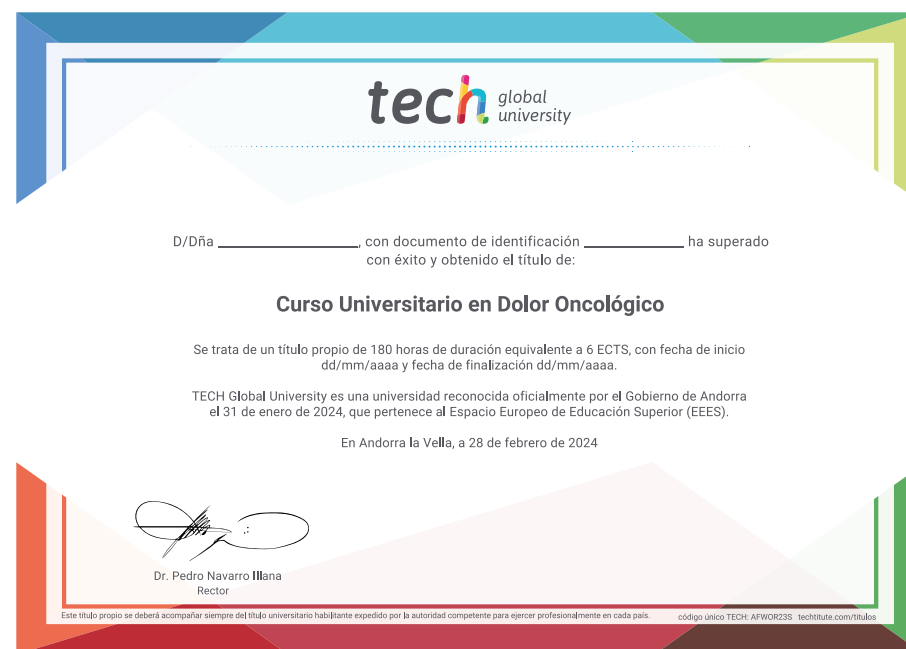 tech global university
D/Dña ____________________, con documento de identificación ______________ ha superado
con éxito y obtenido el título de:
Curso Universitario en Dolor Oncológico
Se trata de un título propio de 180 horas de duración equivalente a 6 ECTS, con fecha de inicio
dd/mm/aaaa y fecha de finalización dd/mm/aaaa.
TECH Global University es una universidad reconocida oficialmente por el Gobierno de Andorra
el 31 de enero de 2024, que pertenece al Espacio Europeo de Educación Superior (EEES).
En Andorra la Vella, a 28 de febrero de 2024
Dr. Pedro Navarro Illana
Rector
Este título propio se deberá acompañar siempre del título universitario habilitante expedido por la autoridad competente para ejercer profesionalmente en cada país.
código único TECH: AFWOR23S techtitute.com/titulos